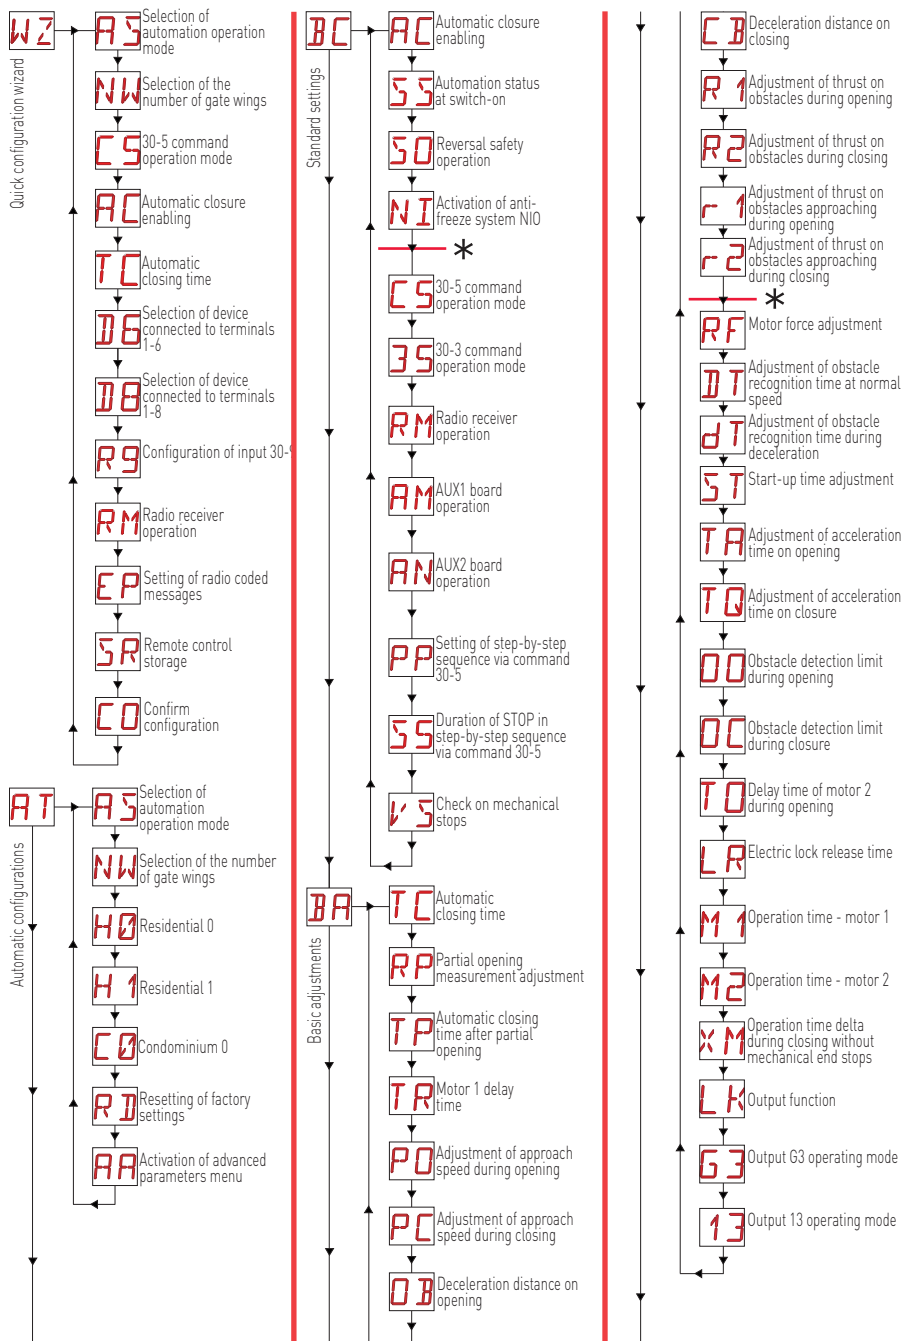 WZ
Quick configuration wizard
AS
Selection of
automation operation
mode
NW
Selection of the
number of gate wings
CS
30-5 command
operation mode
AC
Automatic closure
enabling
TC
Automatic
closing time
D6
Selection of device
connected to terminals
1-6
D8
Selection of device
connected to terminals
1-8
R9
Configuration of input 30-9
RM
Radio receiver
operation
EP
Setting of radio coded
messages
SR
Remote control
storage
CO
Confirm
configuration
AT
Automatic configurations
AS
Selection of
automation
operation mode
NW
Selection of the number
of gate wings
H0
Residential 0
H1
Residential 1
C0
Condominium 0
RD
Resetting of factory
settings
AA
Activation of advanced
parameters menu
BC
Standard settings
AC
Automatic closure
enabling
SS
Automation status
at switch-on
SO
Reversal safety
operation
NI
Activation of anti-
freeze system NIO
*
CS
30-5 command
operation mode
3S
30-3 command
operation mode
RM
Radio receiver
operation
AM
AUX1 board
operation
AN
AUX2 board
operation
PP
Setting of step-by-step
sequence via command
30-5
S5
Duration of STOP in
step-by-step sequence
via command 30-5
VS
Check on mechanical
stops
BA
Basic adjustments
TC
Automatic
closing time
RP
Partial opening
measurement adjustment
TP
Automatic closing
time after partial
opening
TR
Motor 1 delay
time
PO
Adjustment of approach
speed during opening
PC
Adjustment of approach
speed during closing
OB
Deceleration distance on
opening
CB
Deceleration distance on
closing
R1
Adjustment of thrust on
obstacles during opening
R2
Adjustment of thrust on
obstacles during closing
r1
Adjustment of thrust on
obstacles approaching
during opening
r2
Adjustment of thrust on
obstacles approaching
during closing
*
RF
Motor force adjustment
DT
Adjustment of obstacle
recognition time at normal
speed
dT
Adjustment of obstacle
recognition time during
deceleration
ST
Start-up time adjustment
TA
Adjustment of acceleration
time on opening
TQ
Adjustment of acceleration
time on closure
OO
Obstacle detection limit
during opening
OC
Obstacle detection limit
during closure
TO
Delay time of motor 2
during opening
LR
Electric lock release time
M1
Operation time - motor 1
M2
Operation time - motor 2
XM
Operation time delta
during closing without
mechanical end stops
LK
Output function
G3
Output G3 operating mode
13
Output 13 operating mode